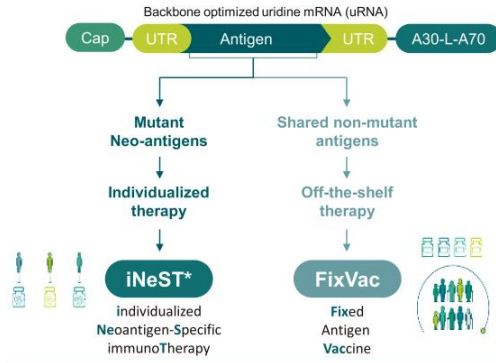 Backbone optimized uridine mRNA (uRNA)
Cap
UTR
Antigen
UTR
A30-L-A70
Mutant
Neo-antigens
Shared non-mutant
antigens
Individualized
therapy
Off-the-shelf
therapy
iNeST*
individualized
Neoantigen-Specific
immunoTherapy
FixVac
Fixed
Antigen
Vaccine